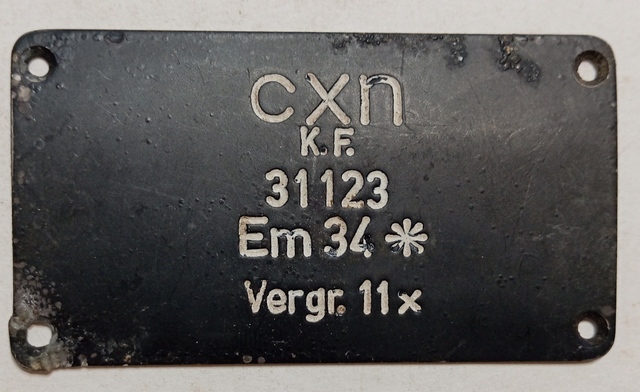 cxn
K.F.
31123
Em 34 *
Vergr. 11x